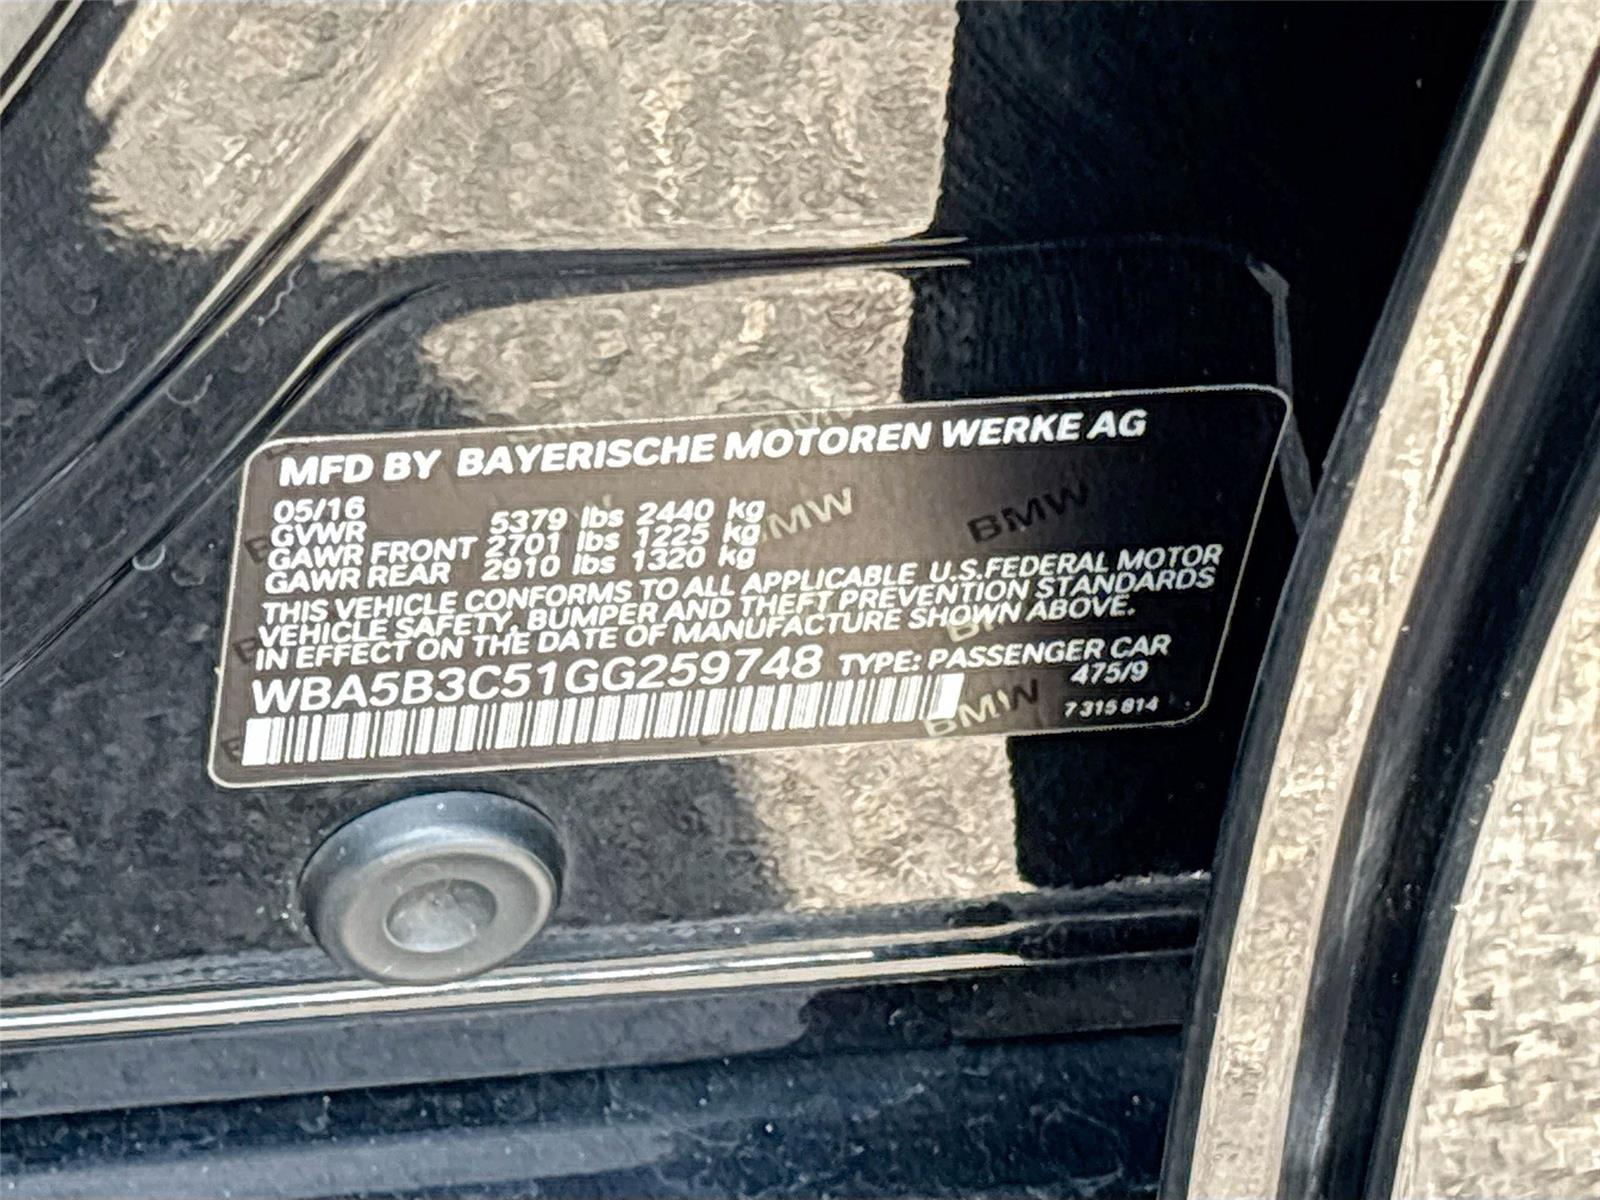 MFD BY BAYERISCHE MOTOREN WERKE AG
05/16
GVWR 5379 lbs 2440 kg
GAWR FRONT 2701 lbs 1225 kg
GAWR REAR 2910 lbs 1320 kg
THIS VEHICLE CONFORMS TO ALL APPLICABLE U.S.FEDERAL MOTOR
VEHICLE SAFETY, BUMPER AND THEFT PREVENTION STANDARDS
IN EFFECT ON THE DATE OF MANUFACTURE SHOWN ABOVE.
WBA5B3C51GG259748 TYPE: PASSENGER CAR
475/9
7 315 814
BMW
BMW
BMW